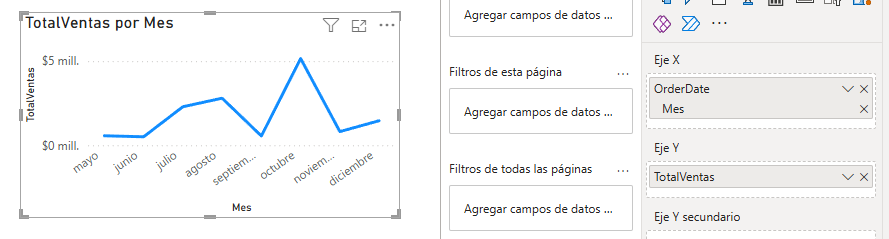 TotalVentas por Mes
$5 mill.
$0 mill.
TotalVentas
mayo
junio
julio
agosto
septiem...
octubre
noviem...
diciembre
Mes
Agregar campos de datos ...
Filtros de esta página
Agregar campos de datos ...
Filtros de todas las páginas
Agregar campos de datos ...
Eje X
OrderDate
Mes
Eje Y
TotalVentas
Eje Y secundario